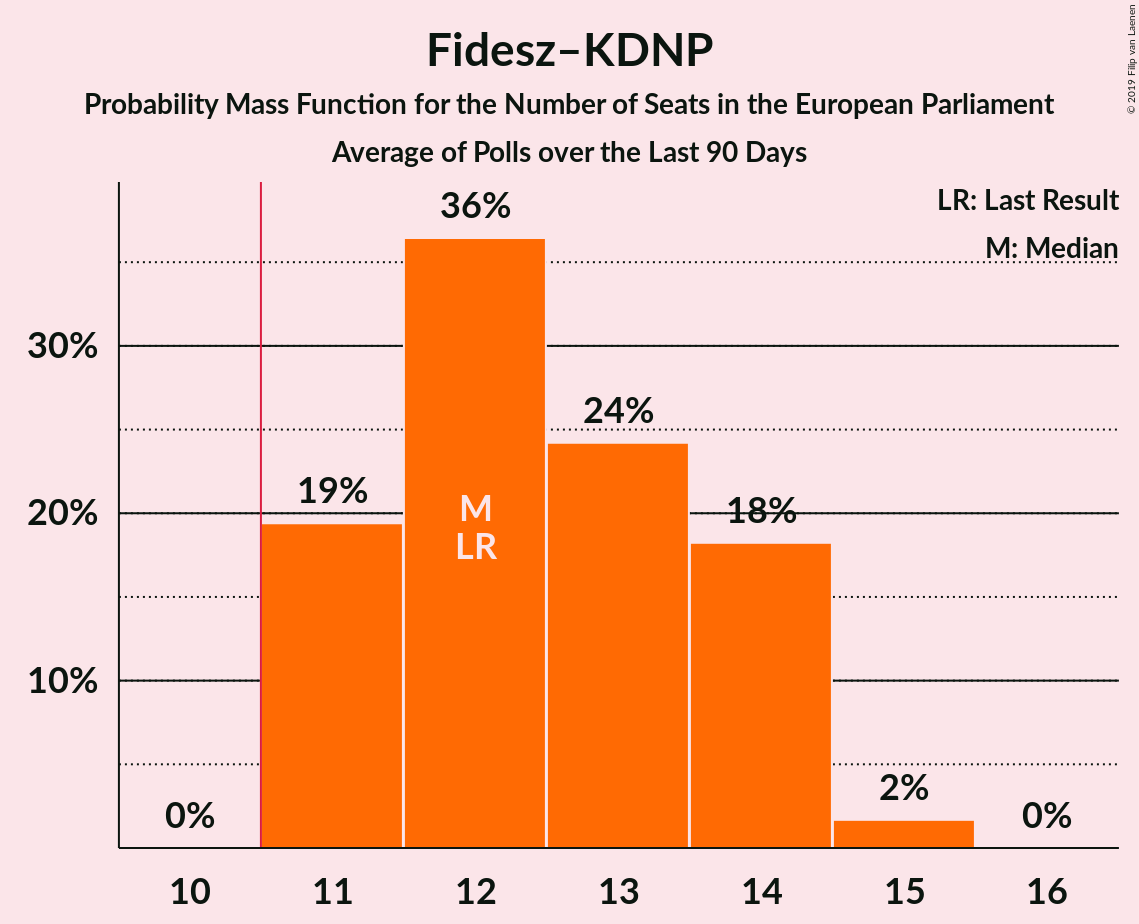 Fidesz–KDNP
Probability Mass Function for the Number of Seats in the European Parliament
Average of Polls over the Last 90 Days
© 2019 Filip van Laenen
LR: Last Result
M: Median
36%
30%
24%
19%
20%
18%
M
LR
10%
2%
0%
0%
10 11 12 13 14 15 16